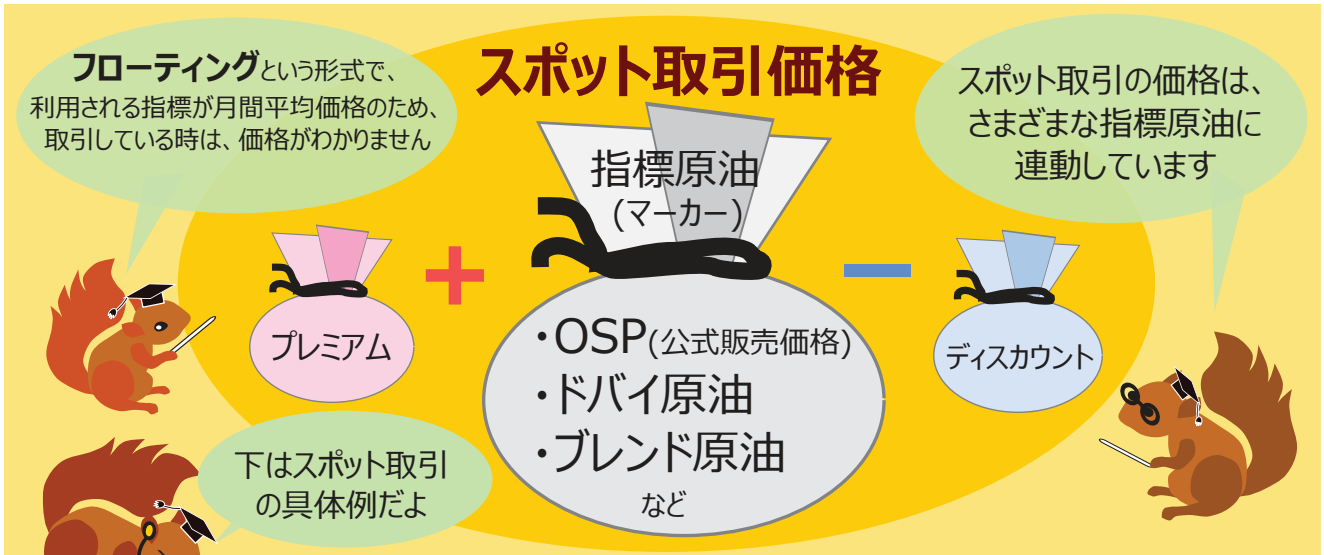 スポット取引価格
フローティングという形式で、
利用される指標が月間平均価格のため、
取引している時は、価格がわかりません
スポット取引の価格は、
さまざまな指標原油に
連動しています
指標原油
(マーカー)
プレミアム
+
・OSP(公式販売価格)
・ドバイ原油
・ブレンド原油
など
−
ディスカウント
下はスポット取引
の具体例だよ